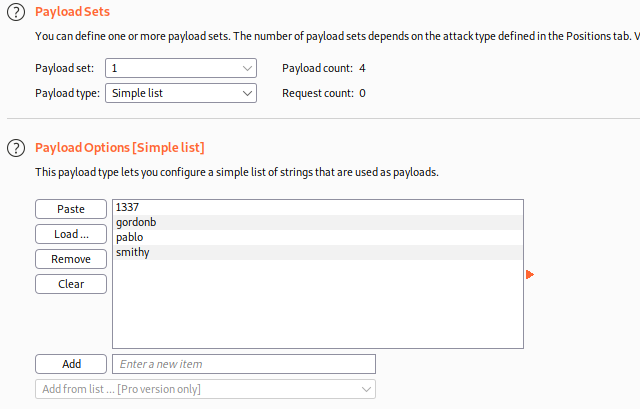 ? Payload Sets
You can define one or more payload sets. The number of payload sets depends on the attack type defined in the Positions tab. V
Payload set: 1 Payload count: 4
Payload type: Simple list Request count: 0
? Payload Options [Simple list]
This payload type lets you configure a simple list of strings that are used as payloads.
Paste 1337
gordonb
Load ... pablo
Remove smithy
Clear
Add Enter a new item
Add from list ... [Pro version only]